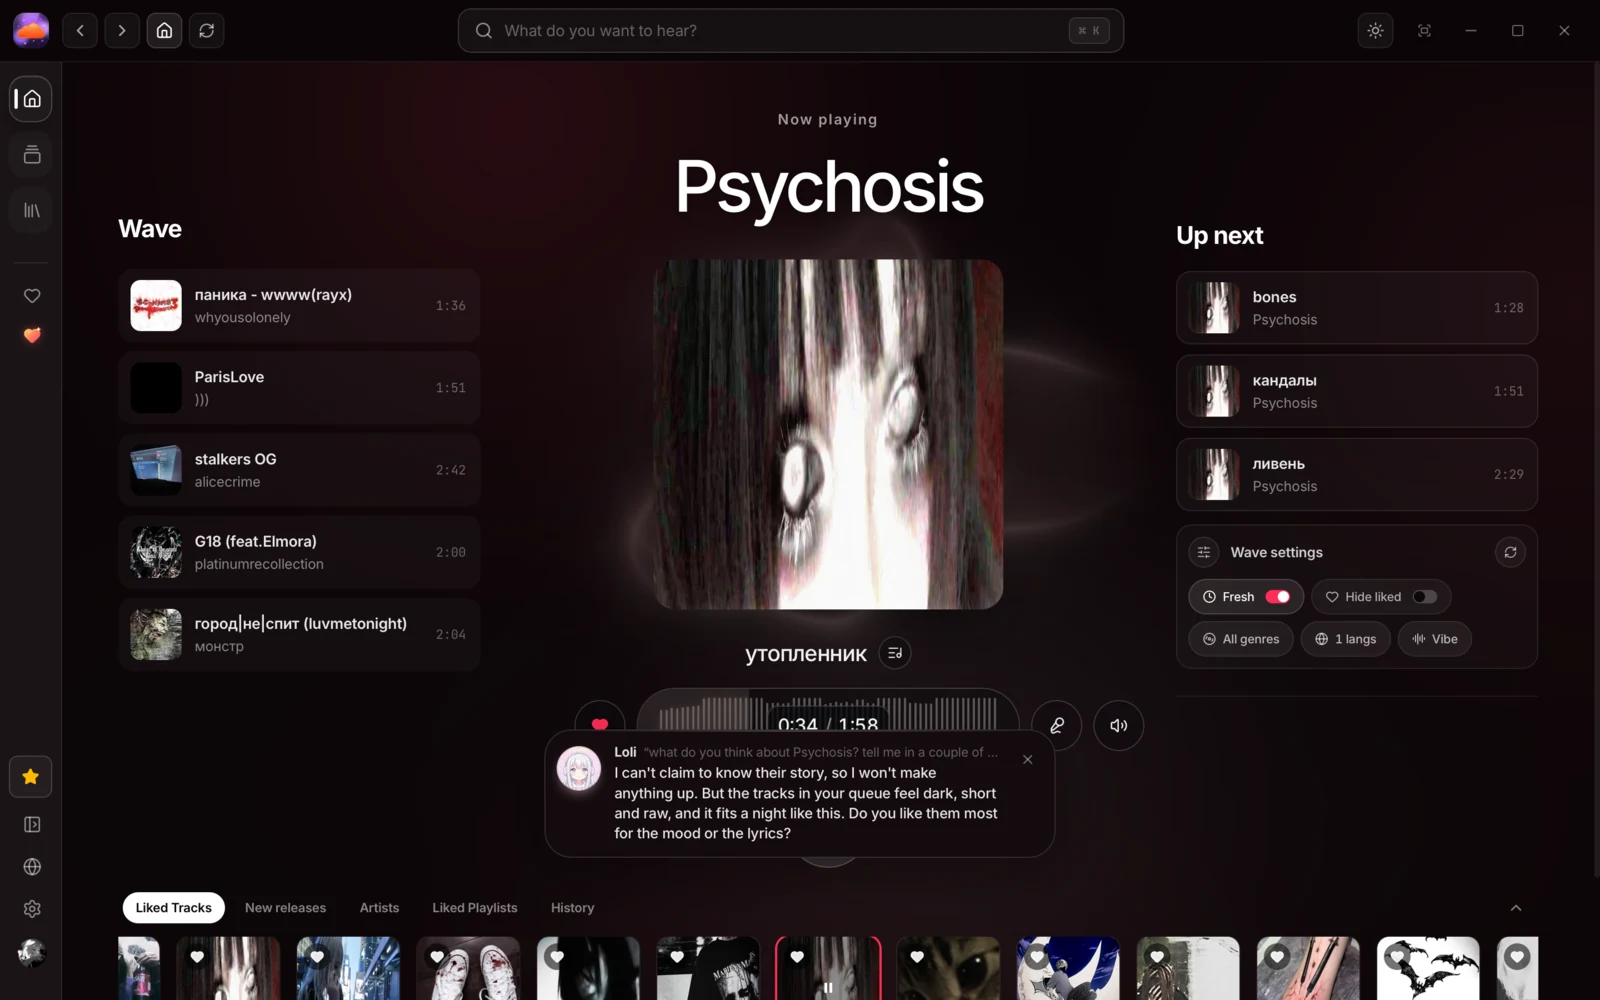 What do you want to hear?
⌘ K
Now playing
Psychosis
Wave
паника - wwww(rayx)
whyousolonely
1:36
ParisLove
)))
1:51
stalkers OG
alicecrime
2:42
G18 (feat.Elmora)
platinumrecollection
2:00
город|не|спит (luvmetonight)
монстр
2:04
утопленник
0:34 / 1:58
Up next
bones
Psychosis
1:28
кандалы
Psychosis
1:51
ливень
Psychosis
2:29
Wave settings
Fresh
Hide liked
All genres
1 langs
Vibe
Loli "what do you think about Psychosis? tell me in a couple of ...
I can't claim to know their story, so I won't make
anything up. But the tracks in your queue feel dark, short
and raw, and it fits a night like this. Do you like them most
for the mood or the lyrics?
Liked Tracks
New releases
Artists
Liked Playlists
History